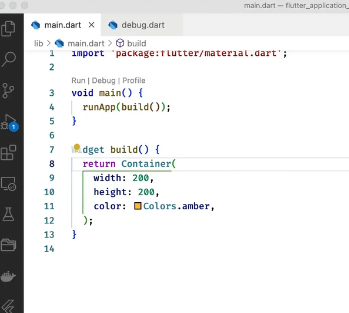 main.dart — flutter_application_
main.dart
debug.dart
lib > main.dart > build
1 import 'package:flutter/material.dart';
2
Run | Debug | Profile
3 void main() {
4 runApp(build());
5 }
6
7 dget build() {
8 return Container(
9 width: 200,
10 height: 200,
11 color: Colors.amber,
12 );
13 }
14
1